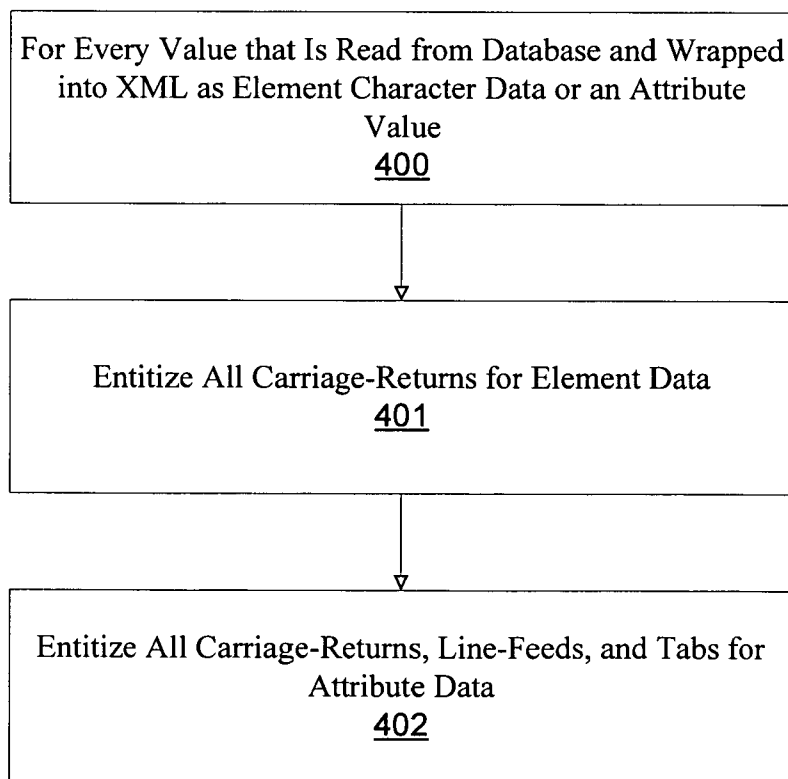 For Every Value that Is Read from Database and Wrapped
into XML as Element Character Data or an Attribute
Value
400
Entitize All Carriage-Returns for Element Data
401
Entitize All Carriage-Returns, Line-Feeds, and Tabs for
Attribute Data
402